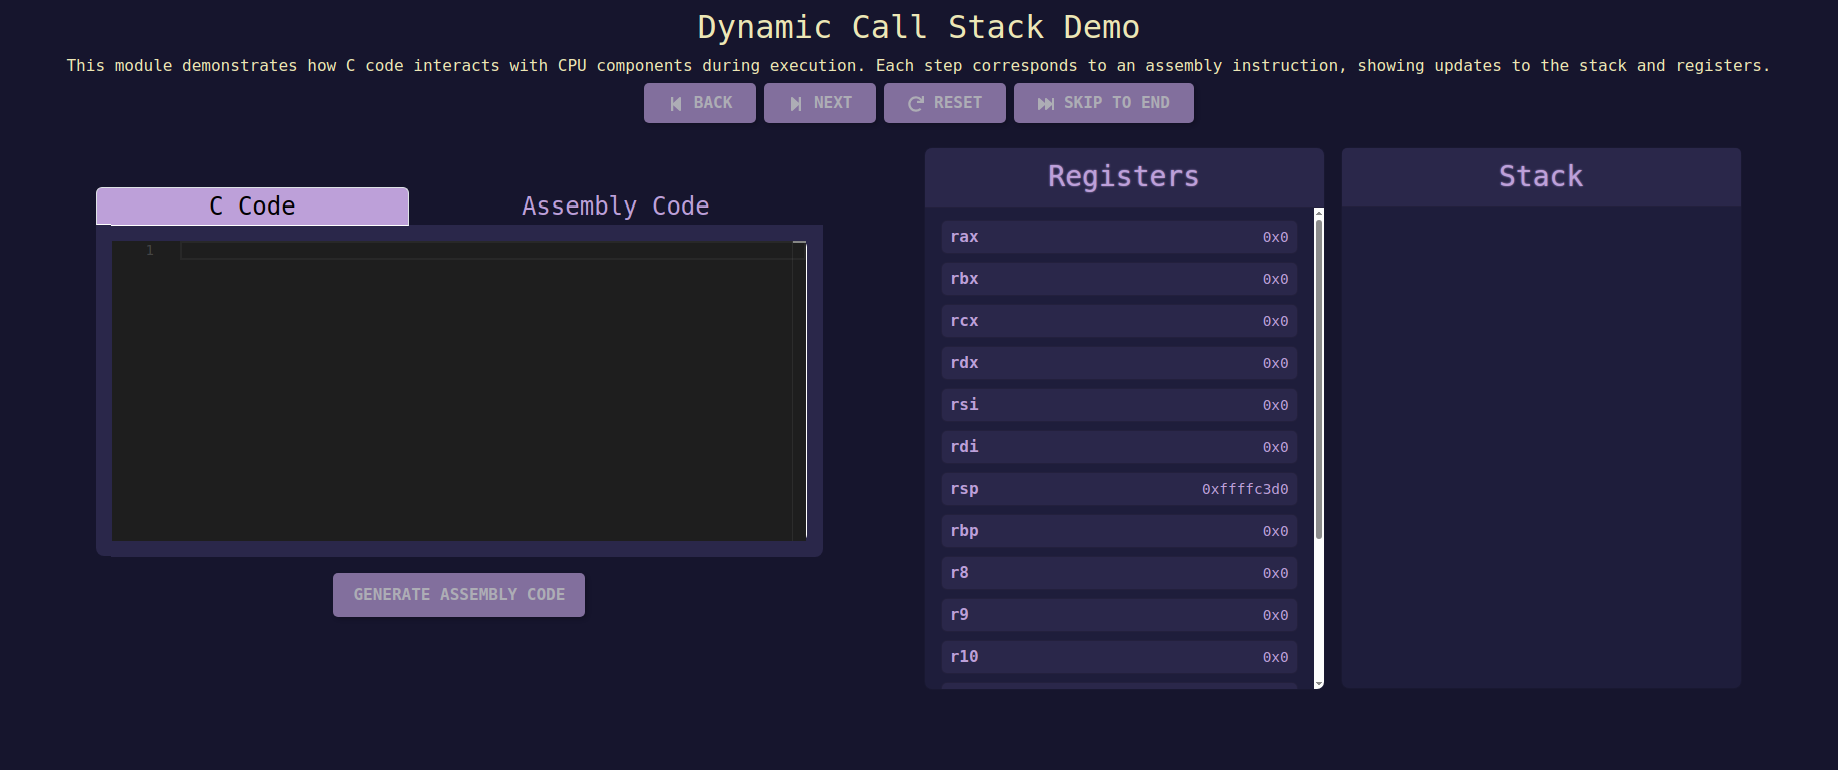 Dynamic Call Stack Demo
This module demonstrates how C code interacts with CPU components during execution. Each step corresponds to an assembly instruction, showing updates to the stack and registers.
BACK NEXT RESET SKIP TO END
C Code Assembly Code
1
GENERATE ASSEMBLY CODE
Registers
rax 0x0
rbx 0x0
rcx 0x0
rdx 0x0
rsi 0x0
rdi 0x0
rsp 0xffffc3d0
rbp 0x0
r8 0x0
r9 0x0
r10 0x0
Stack